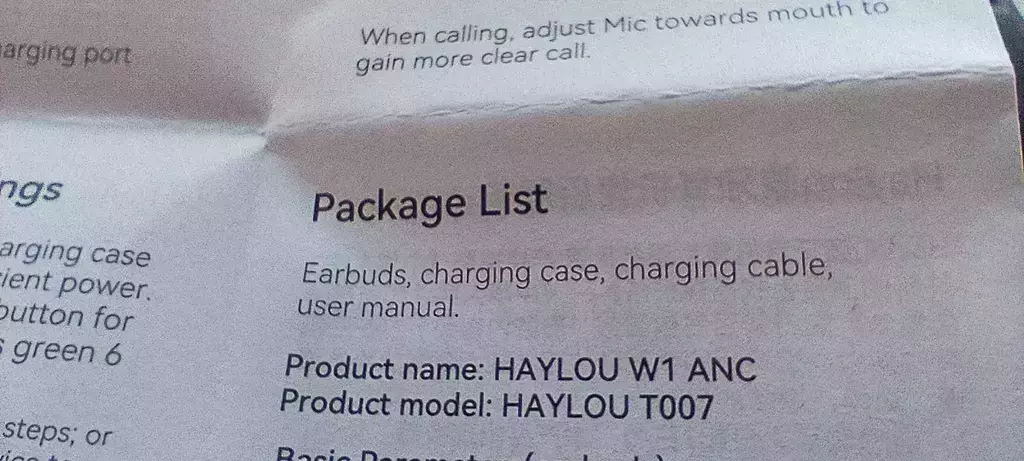 arging port
When calling, adjust Mic towards mouth to
gain more clear call.
ngs
arging case
ient power.
button for
s green 6
steps; or
Package List
Earbuds, charging case, charging cable,
user manual.
Product name: HAYLOU W1 ANC
Product model: HAYLOU T007